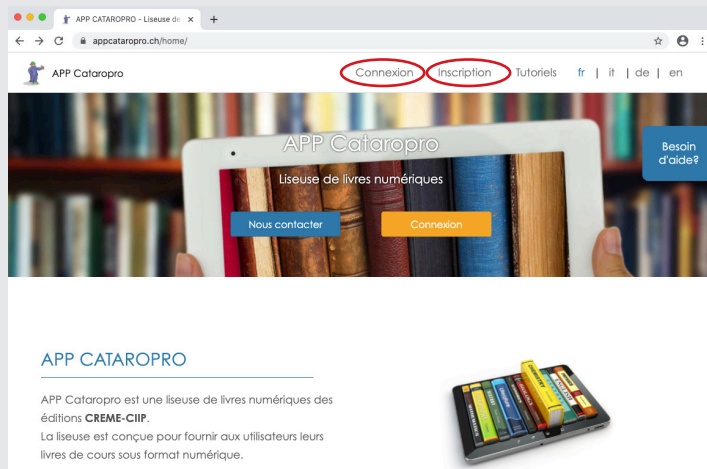 APP CATAROPRO - Liseuse de
appcataropro.ch/home/
APP Cataropro
Connexion Inscription Tutoriels fr | it | de | en
APP Cataropro
Liseuse de livres numériques
Besoin
d'aide?
Nous contacter Connexion
APP CATAROPRO
APP Cataropro est une liseuse de livres numériques des
éditions CREME-CIIP.
La liseuse est conçue pour fournir aux utilisateurs leurs
livres de cours sous format numérique.